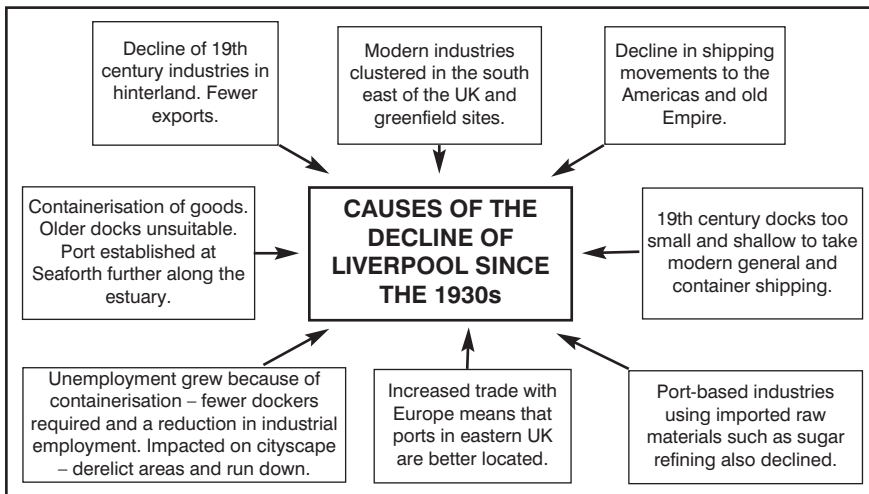 Decline of 19th
century industries in
hinterland. Fewer
exports.
Modern industries
clustered in the south
east of the UK and
greenfield sites.
Decline in shipping
movements to the
Americas and old
Empire.
Containerisation of goods.
Older docks unsuitable.
Port established at
Seaforth further along the
estuary.
CAUSES OF THE
DECLINE OF
LIVERPOOL SINCE
THE 1930s
19th century docks too
small and shallow to take
modern general and
container shipping.
Unemployment grew because of
containerisation – fewer dockers
required and a reduction in industrial
employment. Impacted on cityscape
– derelict areas and run down.
Increased trade with
Europe means that
ports in eastern UK
are better located.
Port-based industries
using imported raw
materials such as sugar
refining also declined.